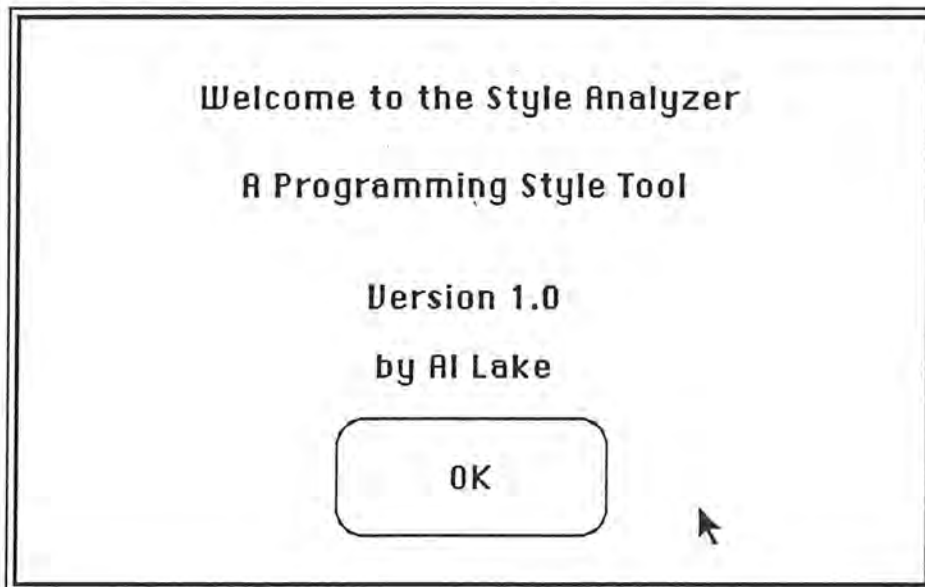 Welcome to the Style Analyzer
A Programming Style Tool
Version 1.0
by Al Lake
OK